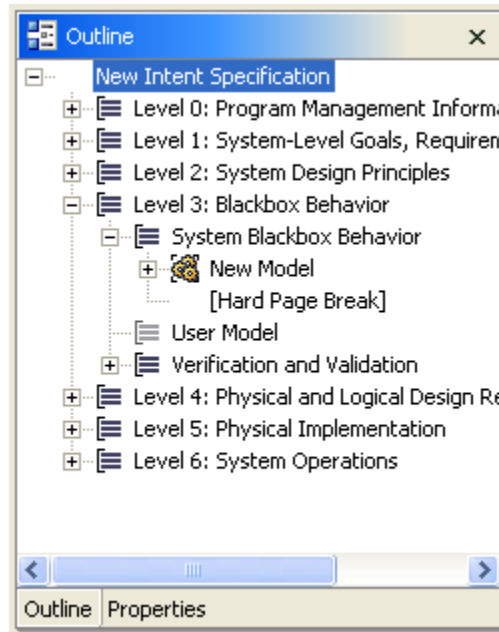 Outline
New Intent Specification
Level 0: Program Management Informa
Level 1: System-Level Goals, Requirem
Level 2: System Design Principles
Level 3: Blackbox Behavior
System Blackbox Behavior
New Model
[Hard Page Break]
User Model
Verification and Validation
Level 4: Physical and Logical Design Re
Level 5: Physical Implementation
Level 6: System Operations
Outline Properties